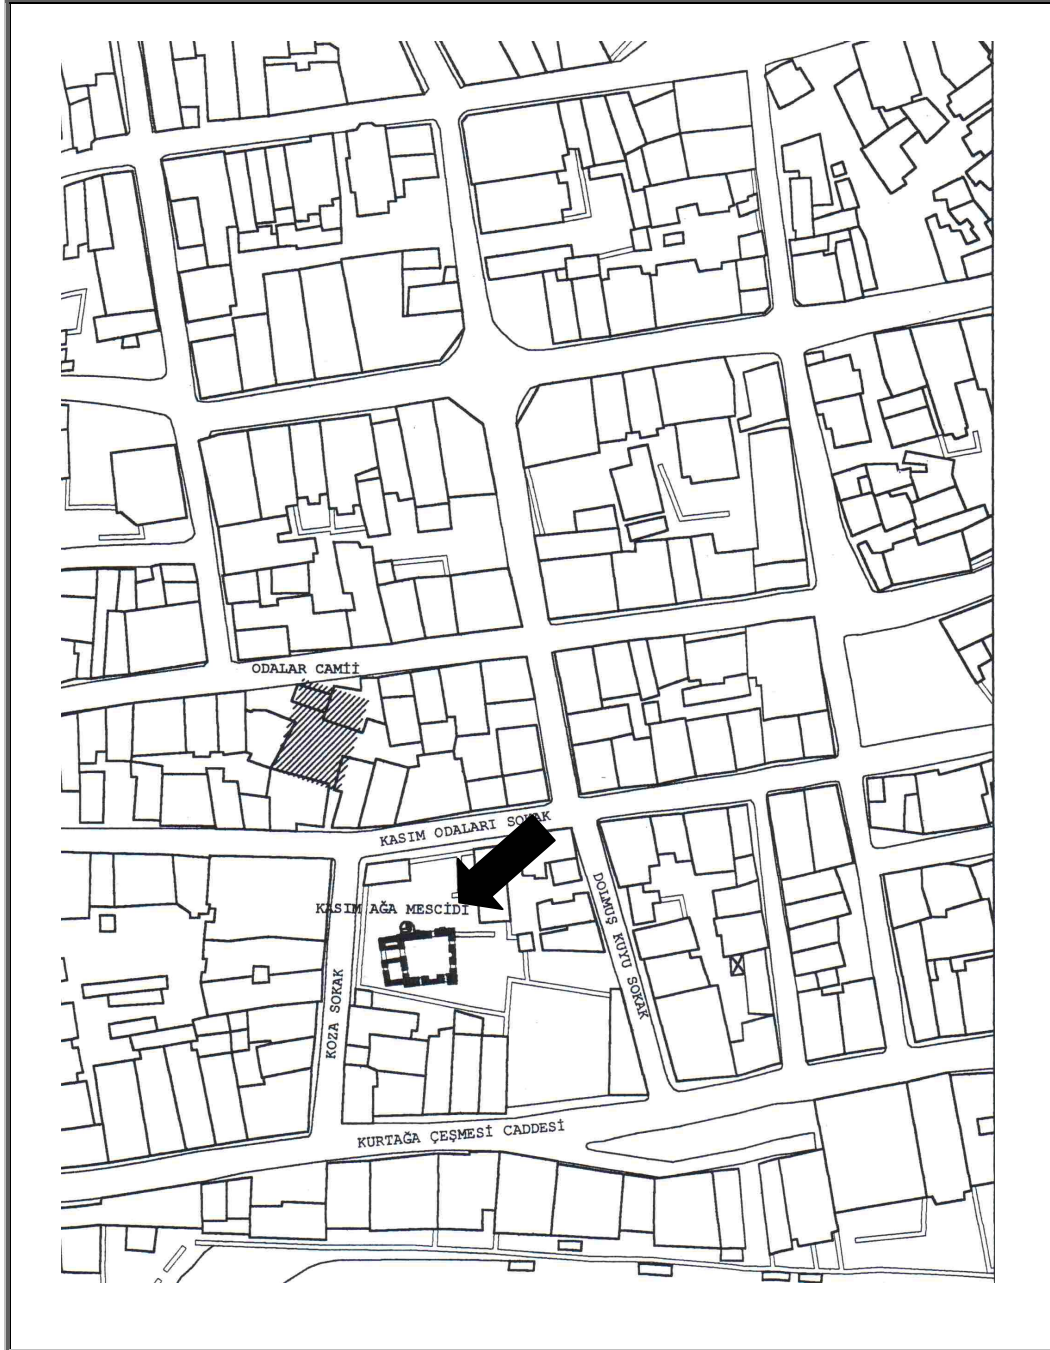 ODALAR CAMİİ
KASIM ODALARI SOKAK
KASIM AĞA MESCİDİ
DOLMUŞ KUYU SOKAK
KOZA SOKAK
KURTAĞA ÇEŞMESİ CADDESİ